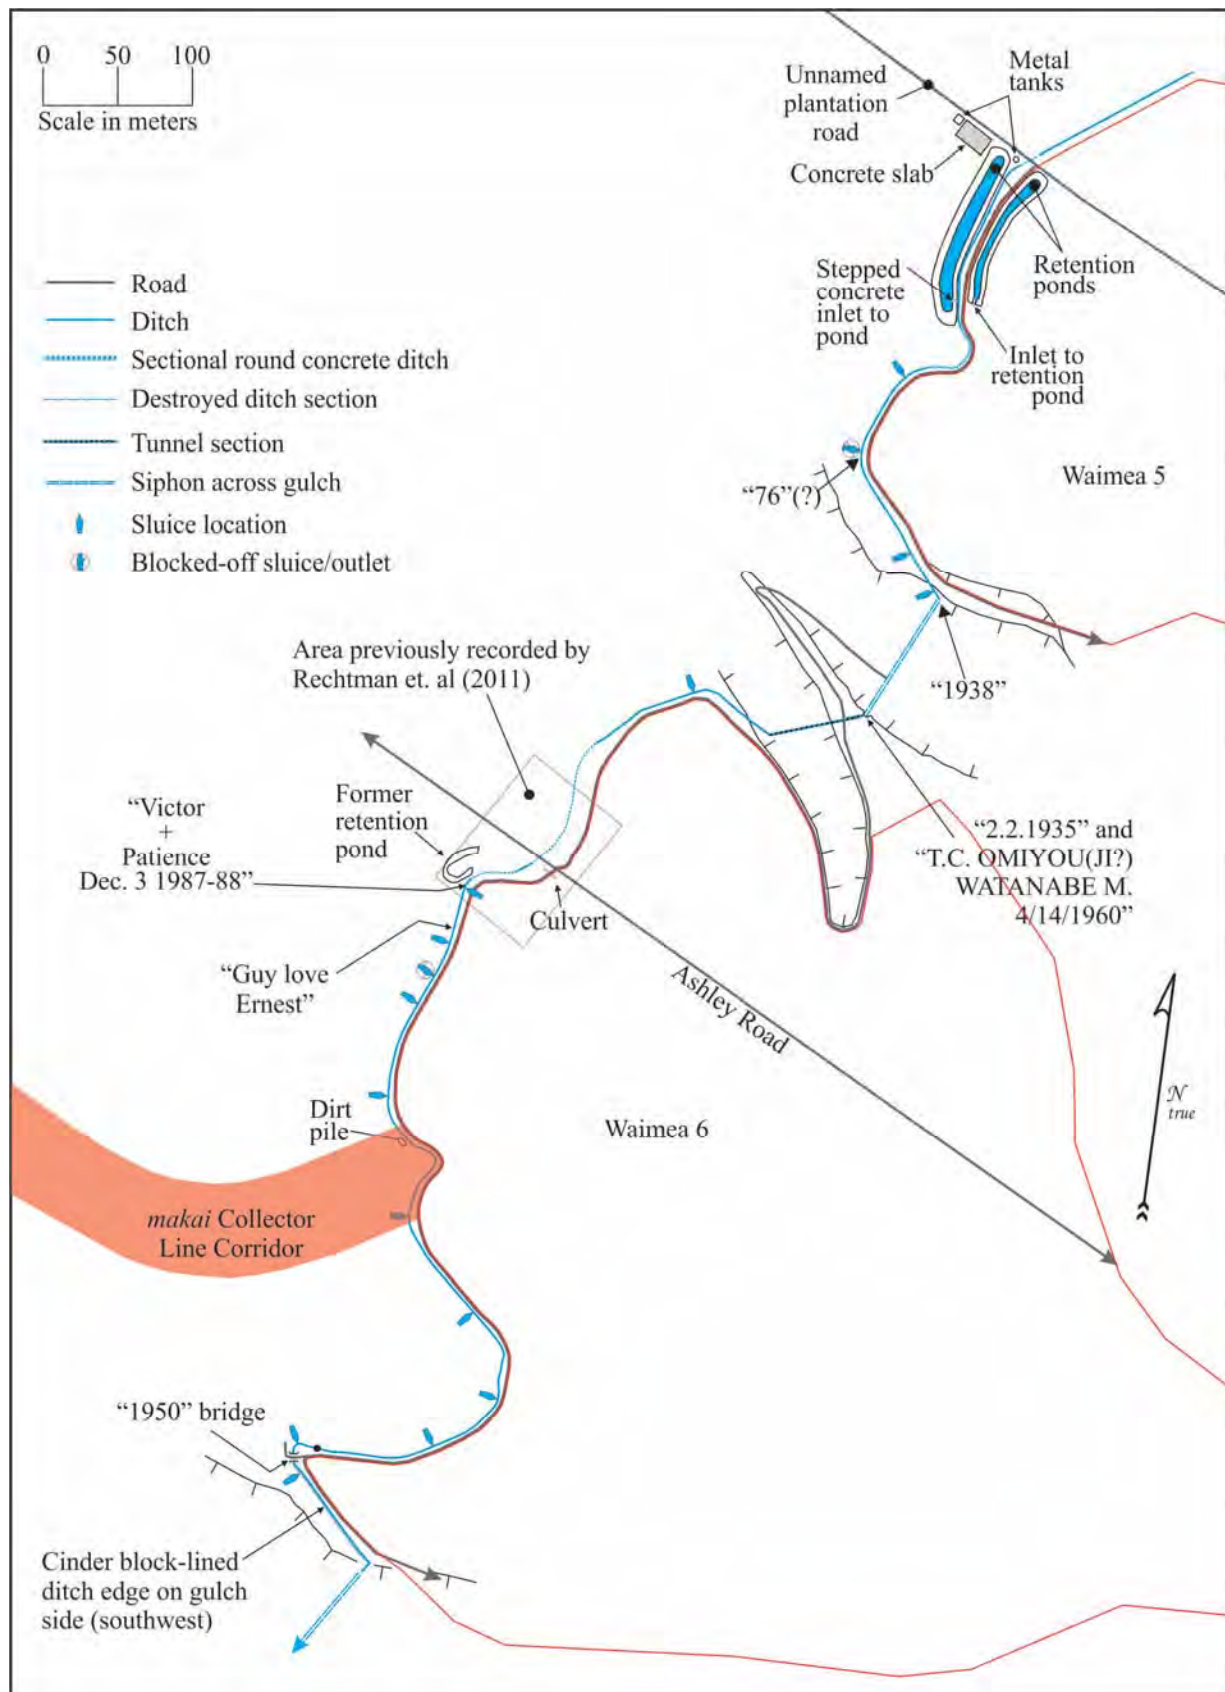 0 50 100
Scale in meters
Unnamed
plantation
road
Metal
tanks
Concrete slab
Retention
ponds
Stepped
concrete
inlet to
pond
Inlet to
retention
pond
Road
Ditch
Sectional round concrete ditch
Destroyed ditch section
Tunnel section
Siphon across gulch
Sluice location
Blocked-off sluice/outlet
Waimea 5
“76”(?)
“1938”
Area previously recorded by
Rechtman et. al (2011)
“Victor
+
Patience
Dec. 3 1987-88”
Former
retention
pond
Culvert
“2.2.1935” and
“T.C. OMIYOU(JI?)
WATANABE M.
4/14/1960”
“Guy love
Ernest”
Ashley Road
N
true
Dirt
pile
Waimea 6
makai Collector
Line Corridor
“1950” bridge
Cinder block-lined
ditch edge on gulch
side (southwest)